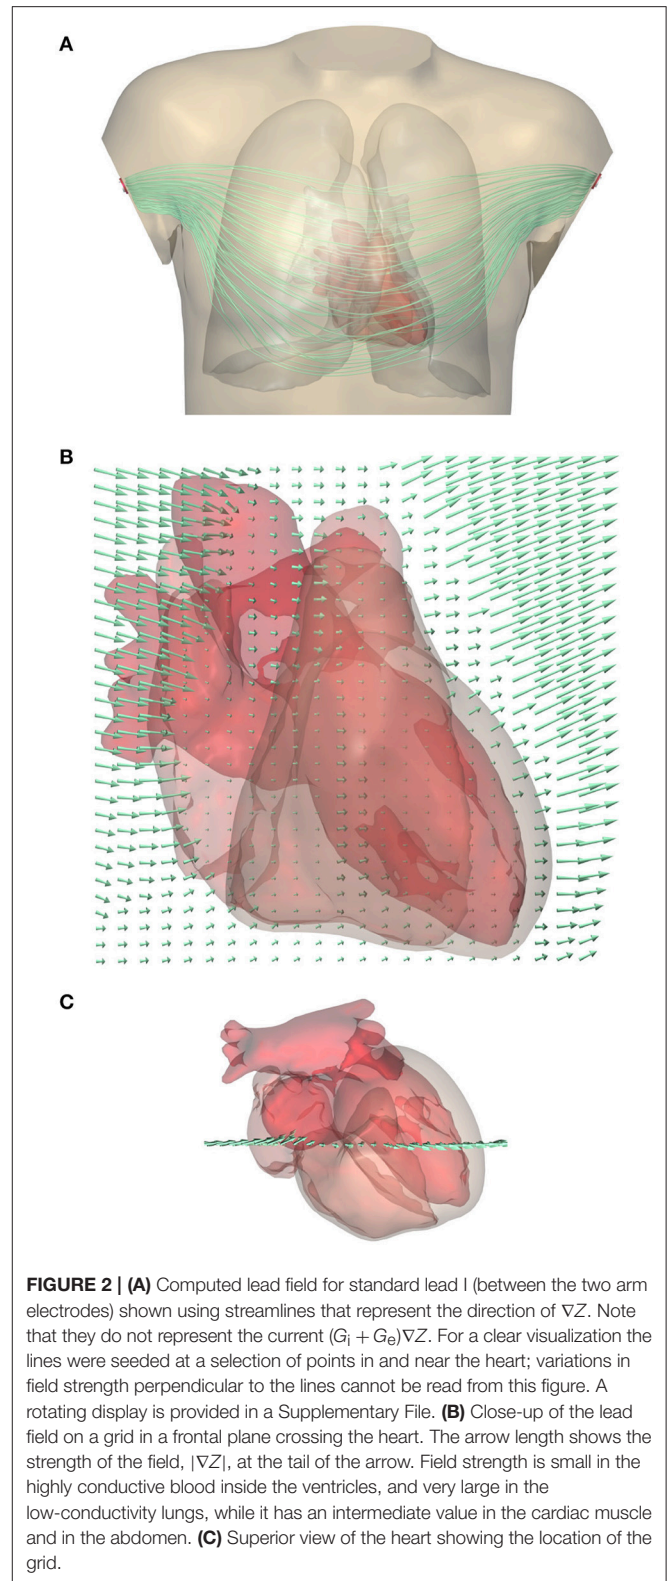 A
B
C
FIGURE 2 | (A) Computed lead field for standard lead I (between the two arm
electrodes) shown using streamlines that represent the direction of ∇Z. Note
that they do not represent the current (Gi + Ge)∇Z. For a clear visualization the
lines were seeded at a selection of points in and near the heart; variations in
field strength perpendicular to the lines cannot be read from this figure. A
rotating display is provided in a Supplementary File. (B) Close-up of the lead
field on a grid in a frontal plane crossing the heart. The arrow length shows the
strength of the field, |∇Z|, at the tail of the arrow. Field strength is small in the
highly conductive blood inside the ventricles, and very large in the
low-conductivity lungs, while it has an intermediate value in the cardiac muscle
and in the abdomen. (C) Superior view of the heart showing the location of the
grid.